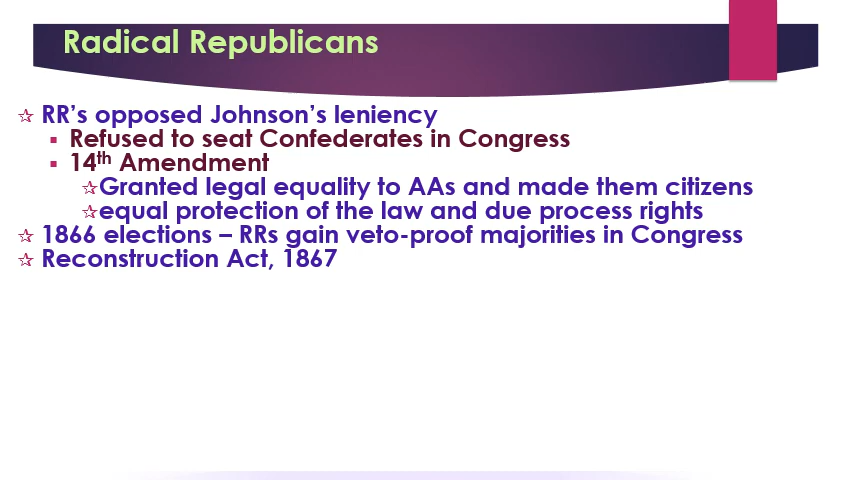 Radical Republicans
☆ RR’s opposed Johnson’s leniency
▪ Refused to seat Confederates in Congress
▪ 14th Amendment
☆Granted legal equality to AAs and made them citizens
☆equal protection of the law and due process rights
☆ 1866 elections – RRs gain veto-proof majorities in Congress
☆ Reconstruction Act, 1867